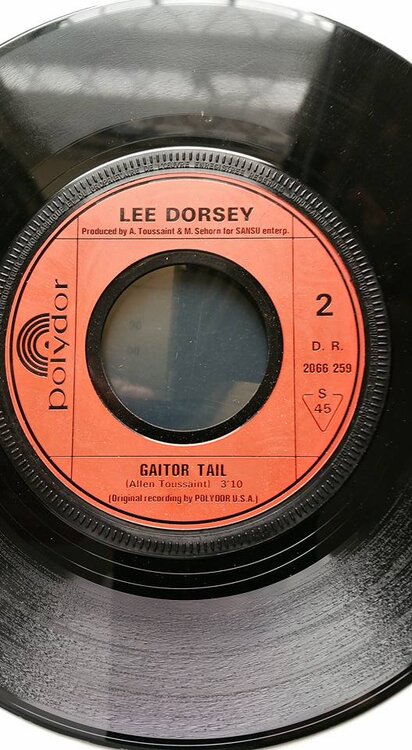 LEE DORSEY
Produced by A. Toussaint & M. Sehorn for SANSU enterp.
polydor
2
D. R.
2066 259
S
45
GAITOR TAIL
(Allen Toussaint) 3'10
(Original recording by POLYDOR U.S.A.)